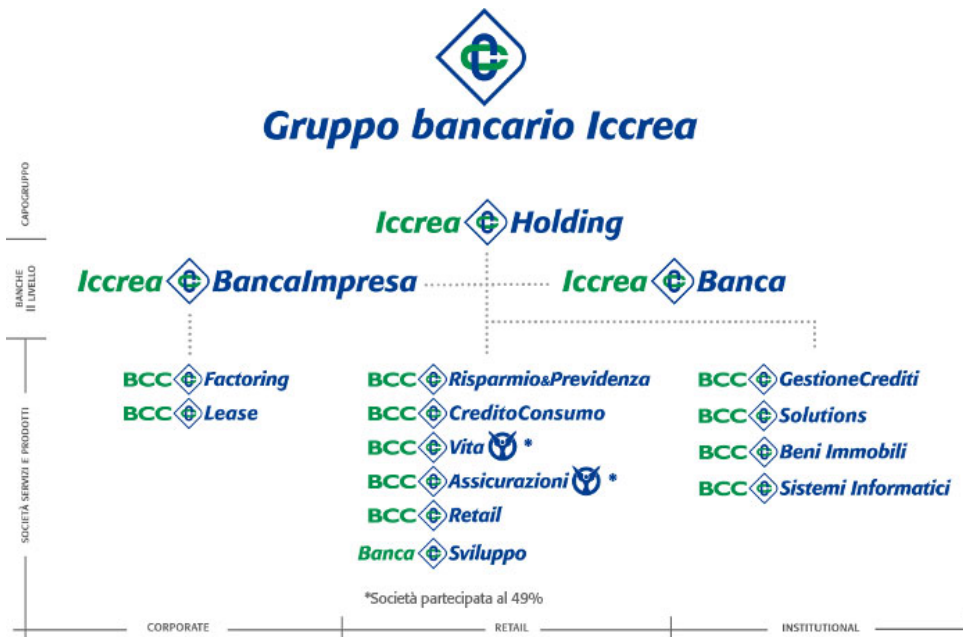 Gruppo bancario Iccrea
CAPOGRUPPO
Iccrea Holding
BANCHE
II LIVELLO
Iccrea BancaImpresa
Iccrea Banca
SOCIETÀ SERVIZI E PRODOTTI
BCC Factoring
BCC Lease
BCC Risparmio&Previdenza
BCC CreditoConsumo
BCC Vita *
BCC Assicurazioni *
BCC Retail
Banca Sviluppo
BCC GestioneCrediti
BCC Solutions
BCC Beni Immobili
BCC Sistemi Informatici
*Società partecipata al 49%
CORPORATE
RETAIL
INSTITUTIONAL